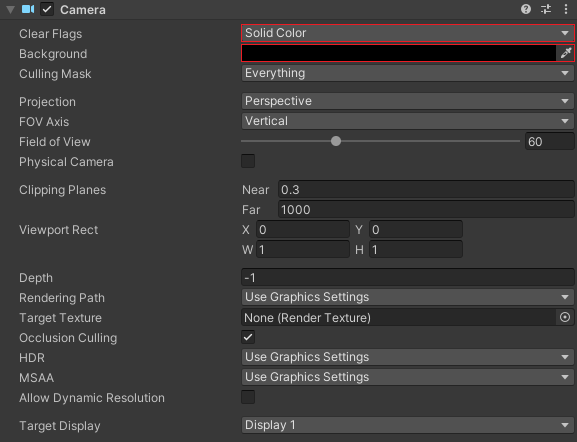 Camera
Clear Flags Solid Color
Background
Culling Mask Everything
Projection Perspective
FOV Axis Vertical
Field of View 60
Physical Camera
Clipping Planes Near 0.3
Far 1000
Viewport Rect X 0 Y 0
W 1 H 1
Depth -1
Rendering Path Use Graphics Settings
Target Texture None (Render Texture)
Occlusion Culling
HDR Use Graphics Settings
MSAA Use Graphics Settings
Allow Dynamic Resolution
Target Display Display 1